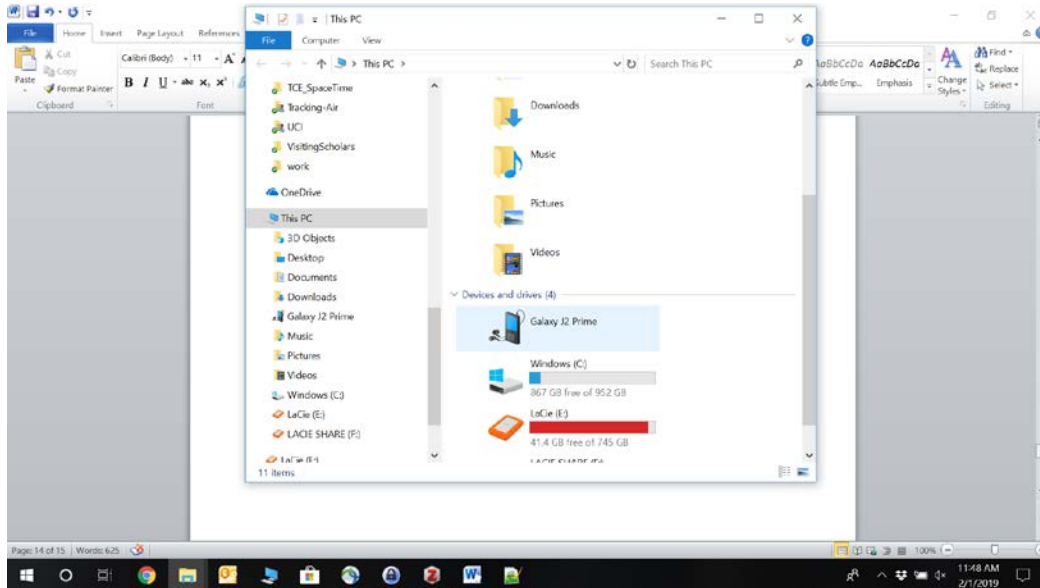 This PC
File
Home
Insert
Page Layout
References
File
Computer
View
Cut
Copy
Paste
Format Painter
Clipboard
Calibri (Body)
11
Font
This PC
Search This PC
AaBbCcDa
AaBbCcDa
Subtle Emp...
Emphasis
Change
Styles
Find
Replace
Select
Editing
TCE_SpaceTime
Tracking-Air
UCI
VisitingScholars
work
OneDrive
This PC
3D Objects
Desktop
Documents
Downloads
Galaxy J2 Prime
Music
Pictures
Videos
Windows (C:)
LaCie (E:)
LACIE SHARE (F:)
LaCie (E:)
Downloads
Music
Pictures
Videos
Devices and drives (4)
Galaxy J2 Prime
Windows (C:)
867 GB free of 952 GB
LaCie (E:)
41.4 GB free of 745 GB
LACIE SHARE (F:)
11 items
Page: 14 of 15
Words: 625
100%
11:48 AM
2/1/2019